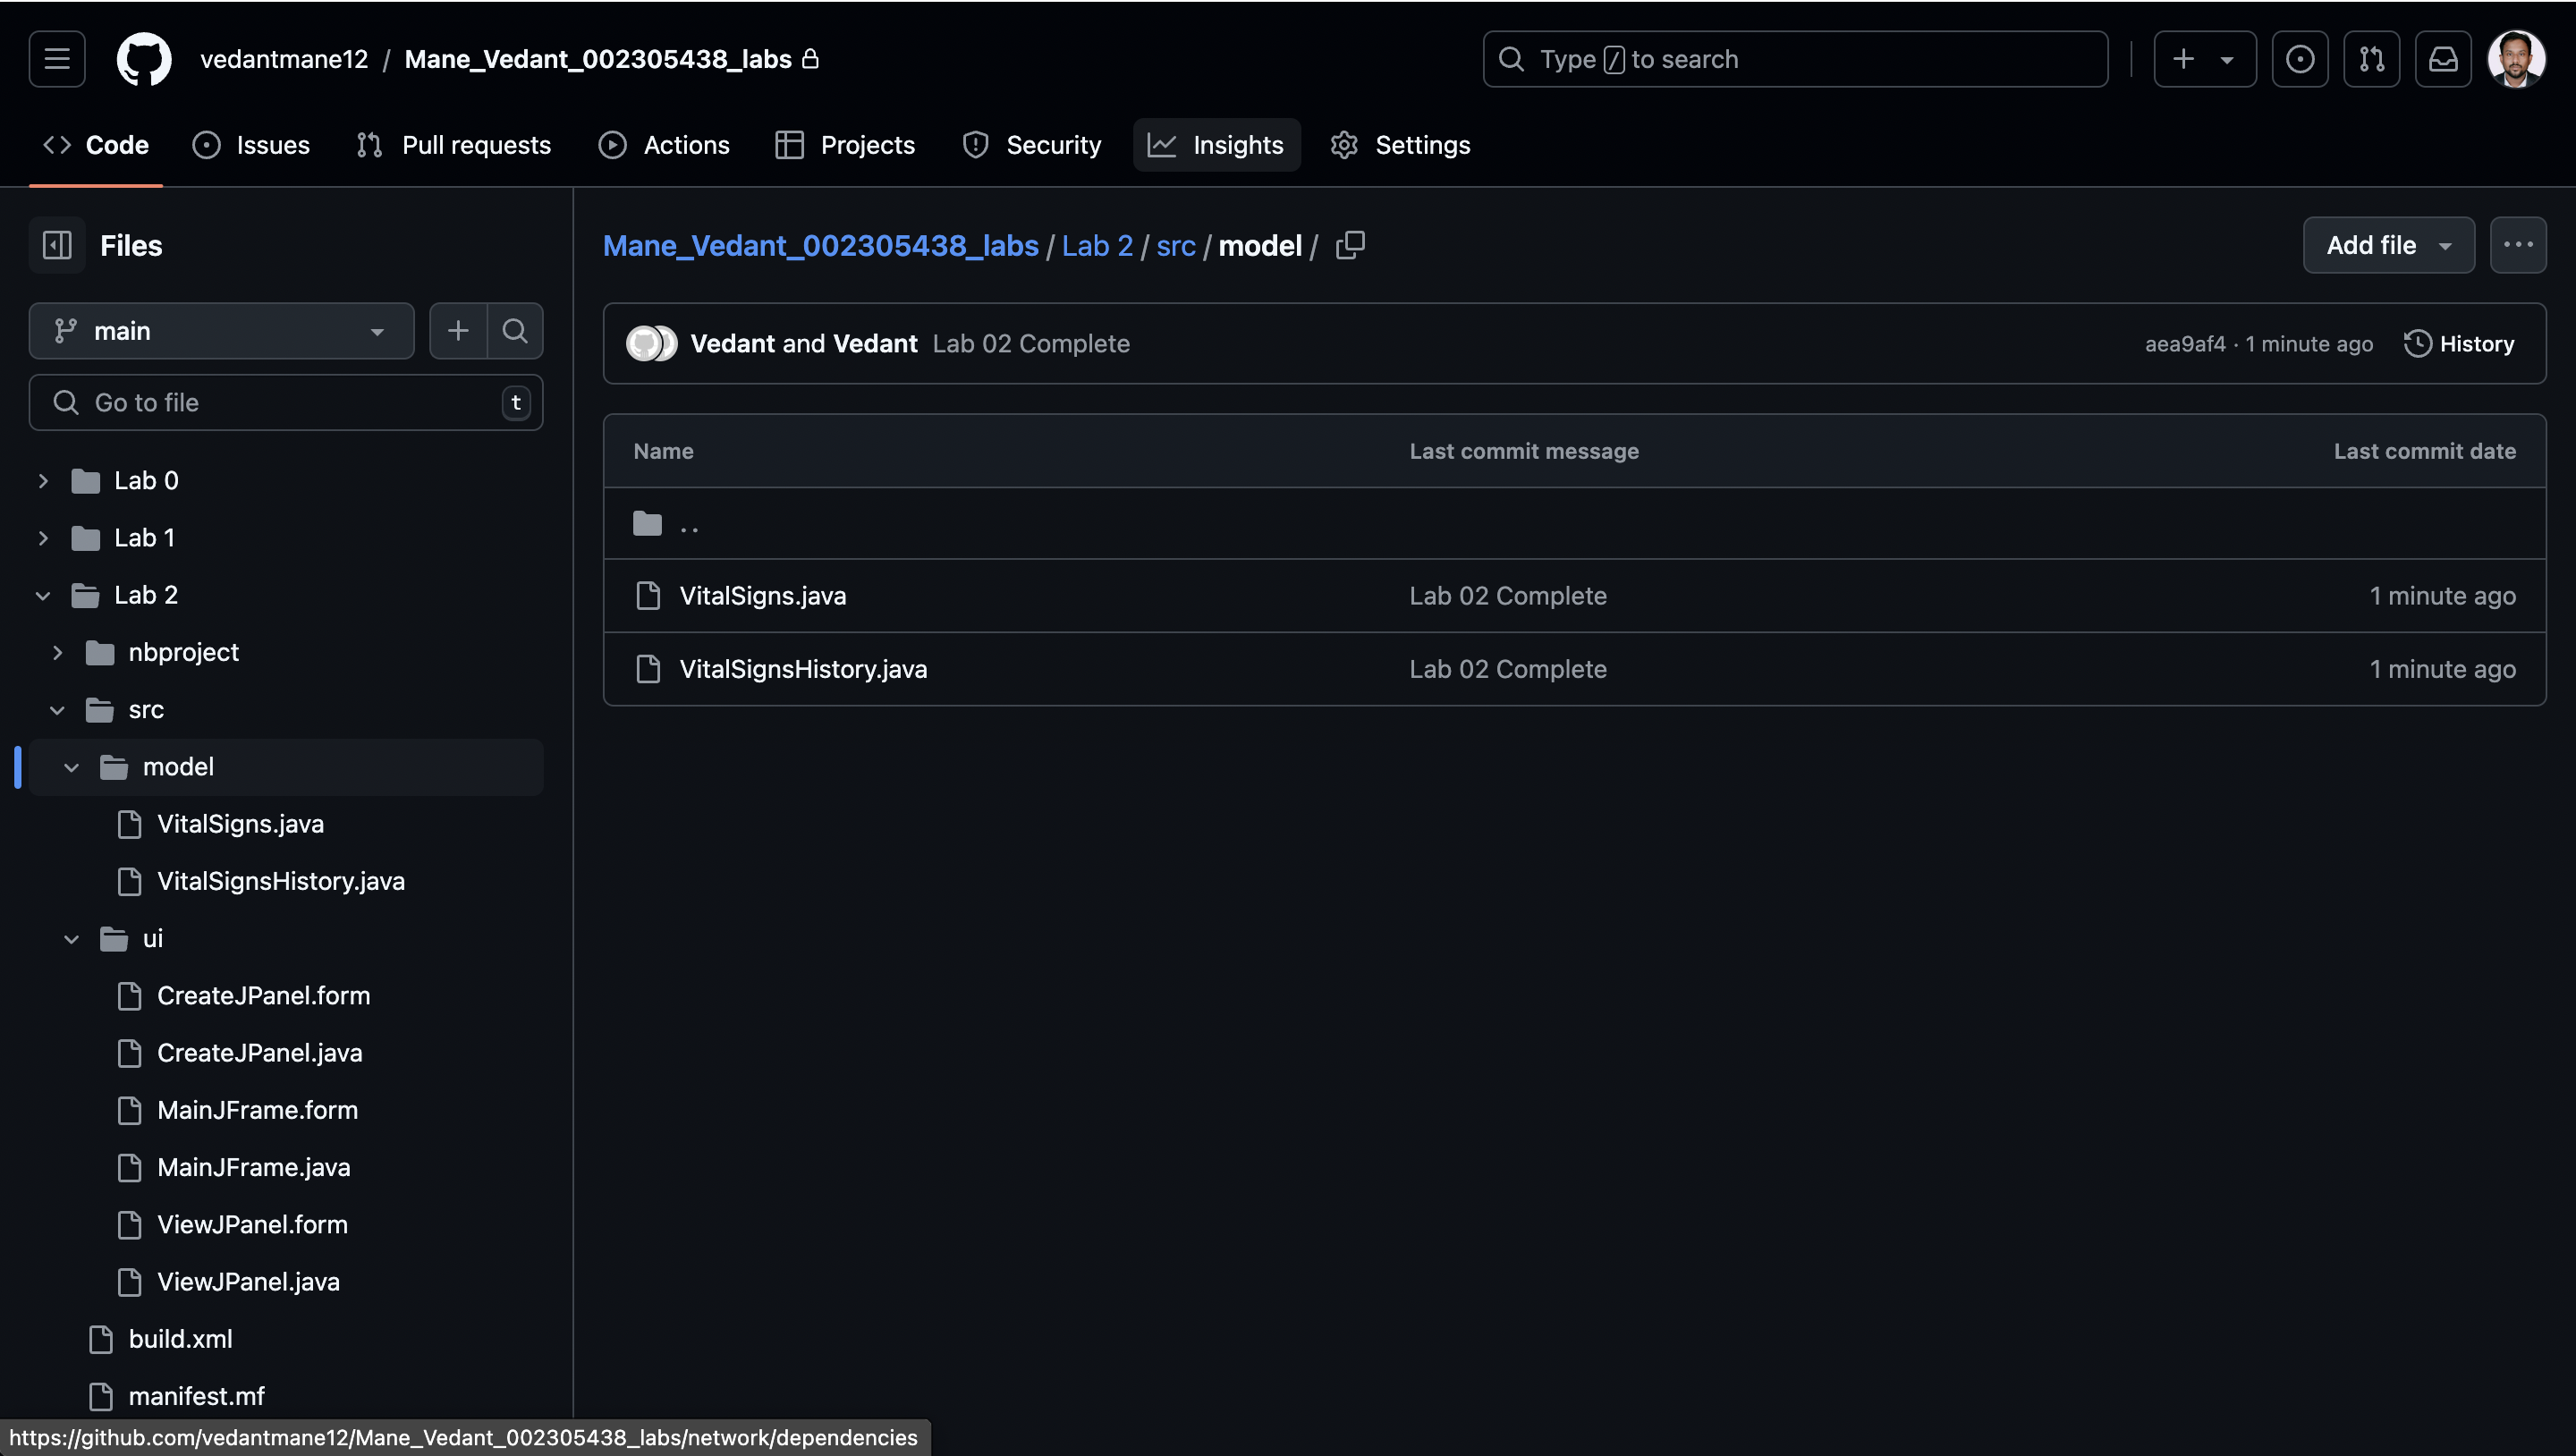 vedantmane12 / Mane_Vedant_002305438_labs
Type / to search
Code Issues Pull requests Actions Projects Security Insights Settings
Files
main
Go to file t
Lab 0
Lab 1
Lab 2
nbproject
src
model
VitalSigns.java
VitalSignsHistory.java
ui
CreateJPanel.form
CreateJPanel.java
MainJFrame.form
MainJFrame.java
ViewJPanel.form
ViewJPanel.java
build.xml
manifest.mf
Mane_Vedant_002305438_labs / Lab 2 / src / model /
Add file
Vedant and Vedant Lab 02 Complete aea9af4 · 1 minute ago History
Name Last commit message Last commit date
..
VitalSigns.java Lab 02 Complete 1 minute ago
VitalSignsHistory.java Lab 02 Complete 1 minute ago
https://github.com/vedantmane12/Mane_Vedant_002305438_labs/network/dependencies